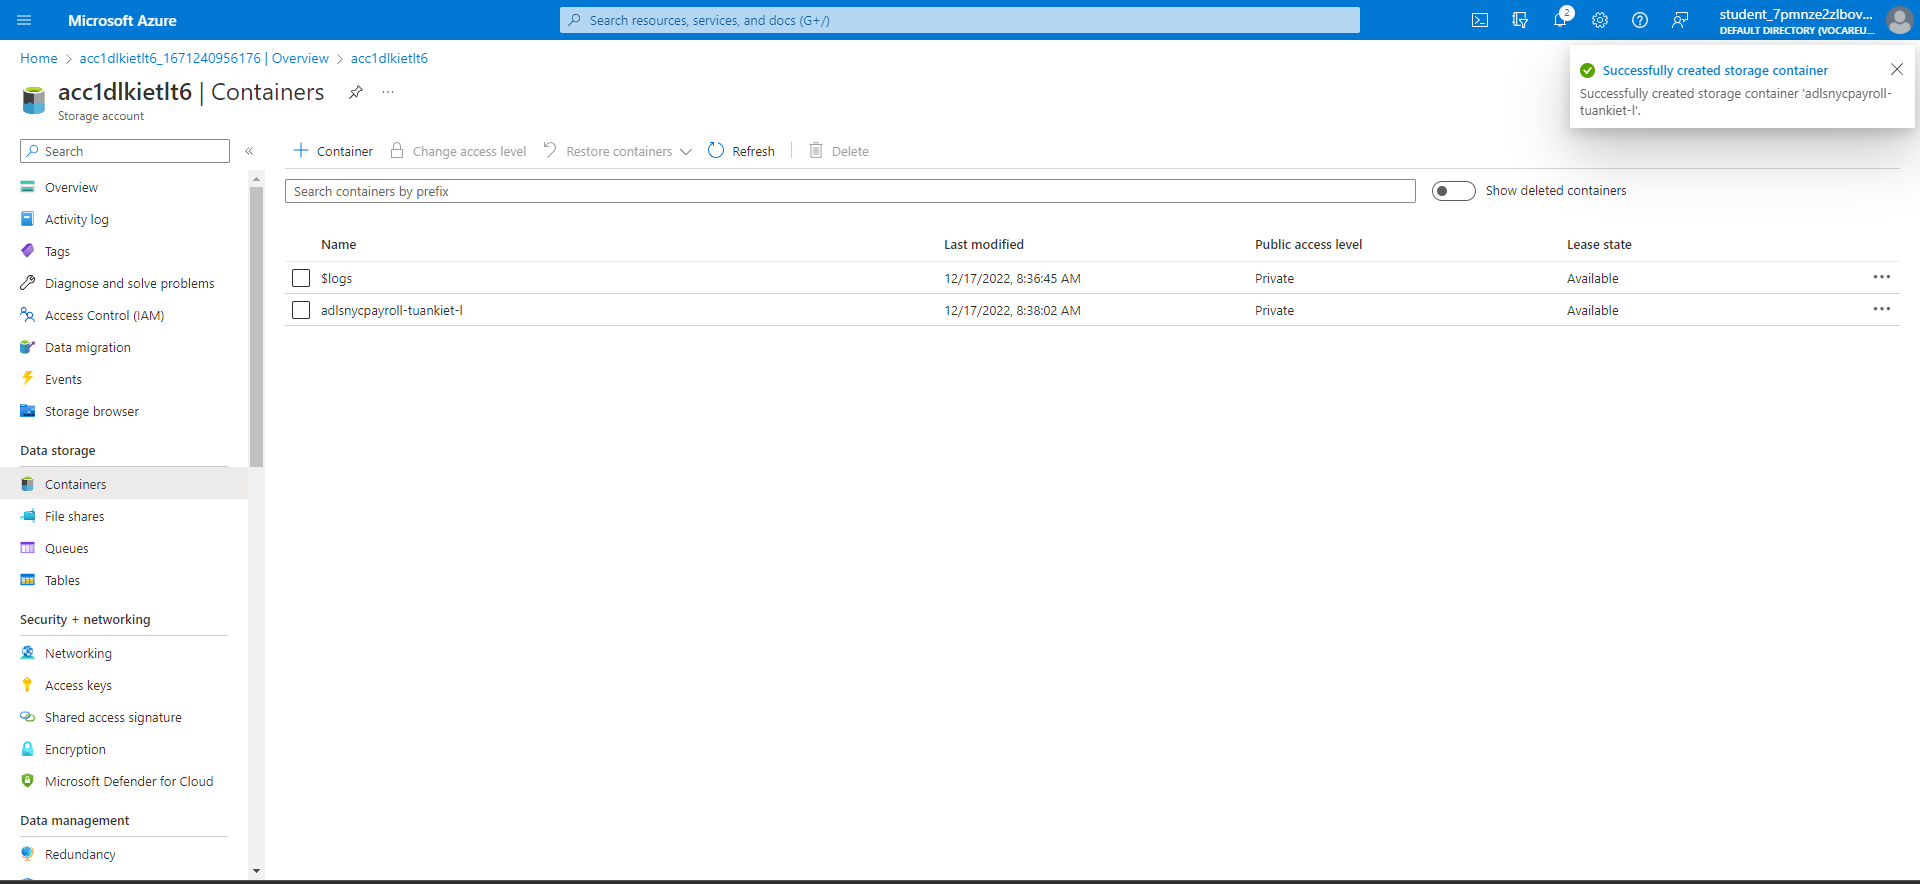 Microsoft Azure
Search resources, services, and docs (G+/)
2
student_7pmnze2zlbov...
DEFAULT DIRECTORY (VOCAREU...
Home > acc1dlkietlt6_1671240956176 | Overview > acc1dlkietlt6
acc1dlkietlt6 | Containers
Storage account
Successfully created storage container
Successfully created storage container 'adlsnycpayroll-
tuankiet-l'.
Search
Overview
Activity log
Tags
Diagnose and solve problems
Access Control (IAM)
Data migration
Events
Storage browser
Data storage
Containers
File shares
Queues
Tables
Security + networking
Networking
Access keys
Shared access signature
Encryption
Microsoft Defender for Cloud
Data management
Redundancy
Container Change access level Restore containers Refresh Delete
Search containers by prefix
Show deleted containers
Name Last modified Public access level Lease state
$logs 12/17/2022, 8:36:45 AM Private Available
adlsnycpayroll-tuankiet-l 12/17/2022, 8:38:02 AM Private Available